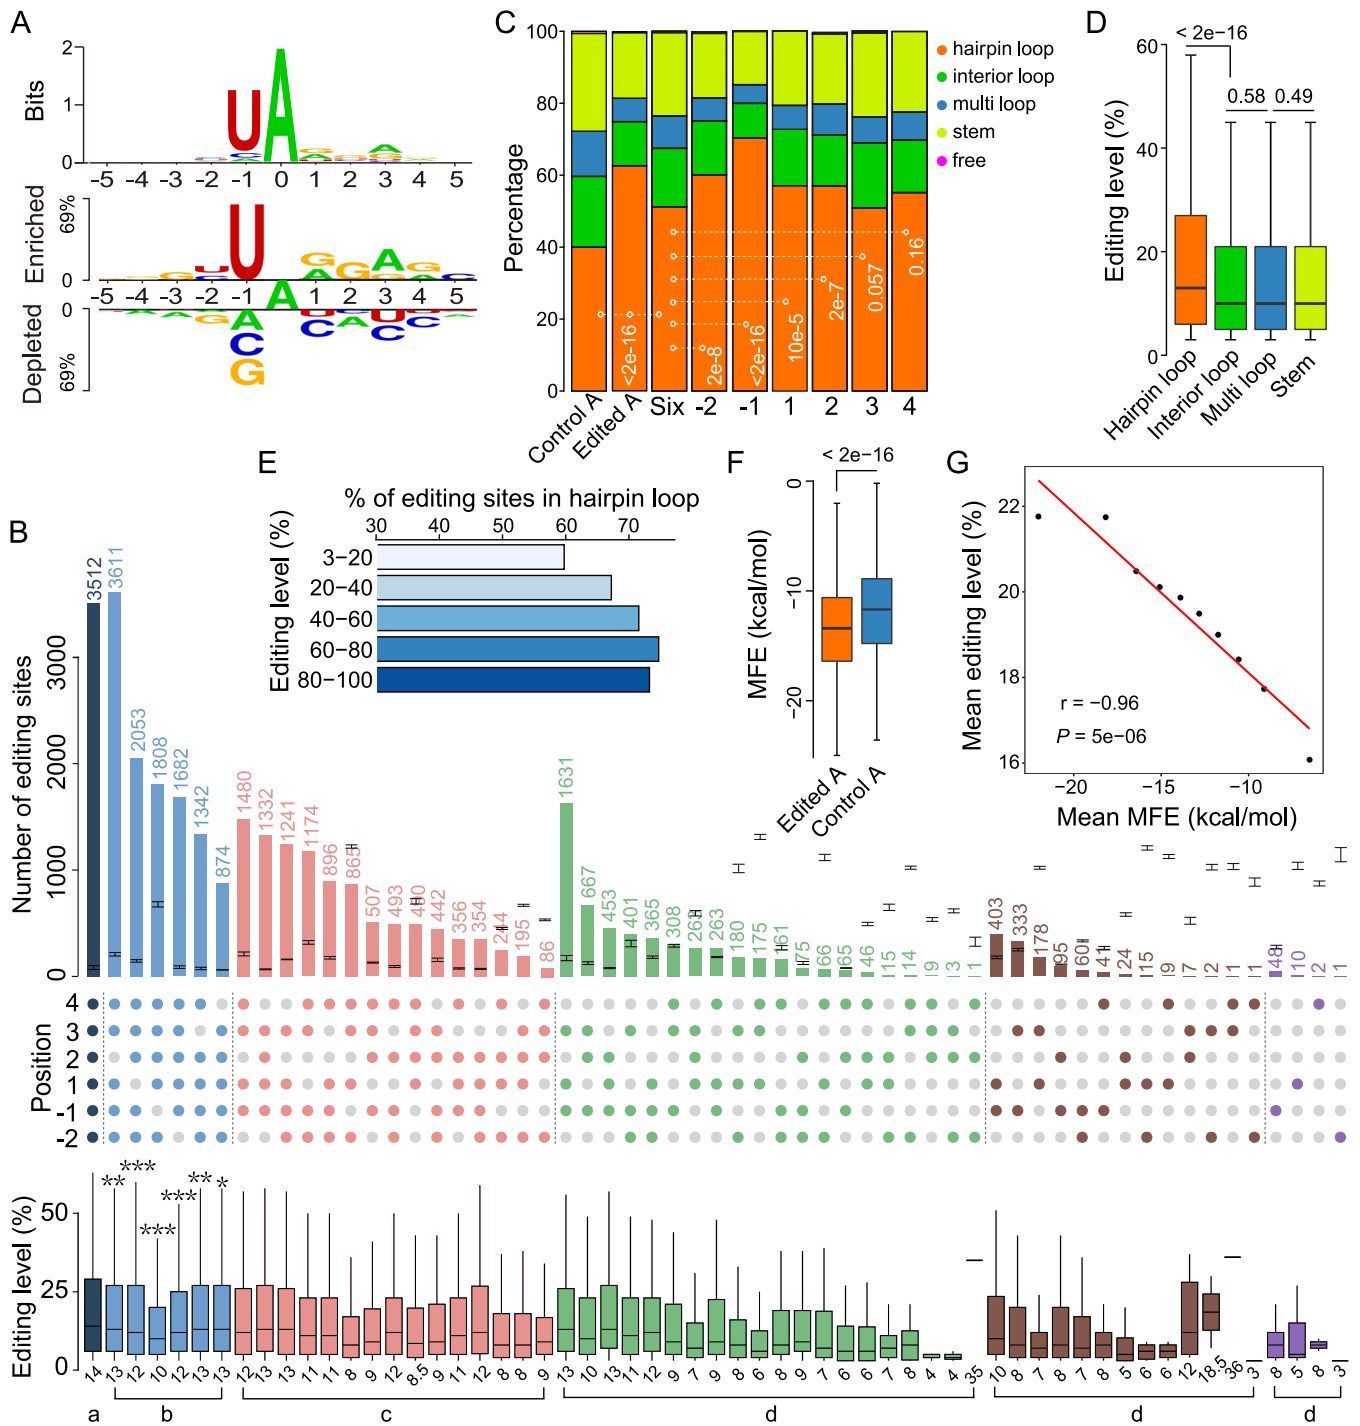 A
Bits
2
1
0
U A
-5 -4 -3 -2 -1 0 1 2 3 4 5
Enriched
69%
0
-5 -4 -3 -2 -1 0 1 2 3 4 5
Depleted
0
69%
C
Percentage
100
80
60
40
20
0
<2e-16
2e-8
<2e-16
10e-5
2e-7
0.057
0.16
Control A
Edited A
Six
-2
-1
1
2
3
4
hairpin loop
interior loop
multi loop
stem
free
D
< 2e-16
0.58
0.49
Editing level (%)
60
40
20
0
Hairpin loop
Interior loop
Multi loop
Stem
E
% of editing sites in hairpin loop
30 40 50 60 70
Editing level (%)
3−20
20−40
40−60
60−80
80−100
F
< 2e-16
MFE (kcal/mol)
0
−10
−20
Edited A
Control A
G
Mean editing level (%)
22
20
18
16
r = −0.96
P = 5e−06
−20 −15 −10
Mean MFE (kcal/mol)
B
Number of editing sites
3000
2000
1000
0
3512 3611 2053 1808 1682 1342 874
1480 1332 1241 1174 896 865 507 493 480 442 356 354 244 195 86
1631 667 453 401 365 308 263 263 180 175 161 75 66 65 46 15 14 9 3 1
403 333 178 95 60 41 24 15 9 7 2 1 1
48 10 2 1
Position
4
3
2
1
-1
-2
Editing level (%)
50
25
0
** *** *** *** ** *
14 13 12 10 12 13 13 12 13 13 11 11 8 9 12 8.5 9 11 12 8 8 9 13 10 13 11 12 9 7 9 8 6 8 9 7 6 6 7 8 4 4 35 10 8 7 8 7 8 5 6 6 12 18.5 36 3 8 5 8 3
a b c d d d